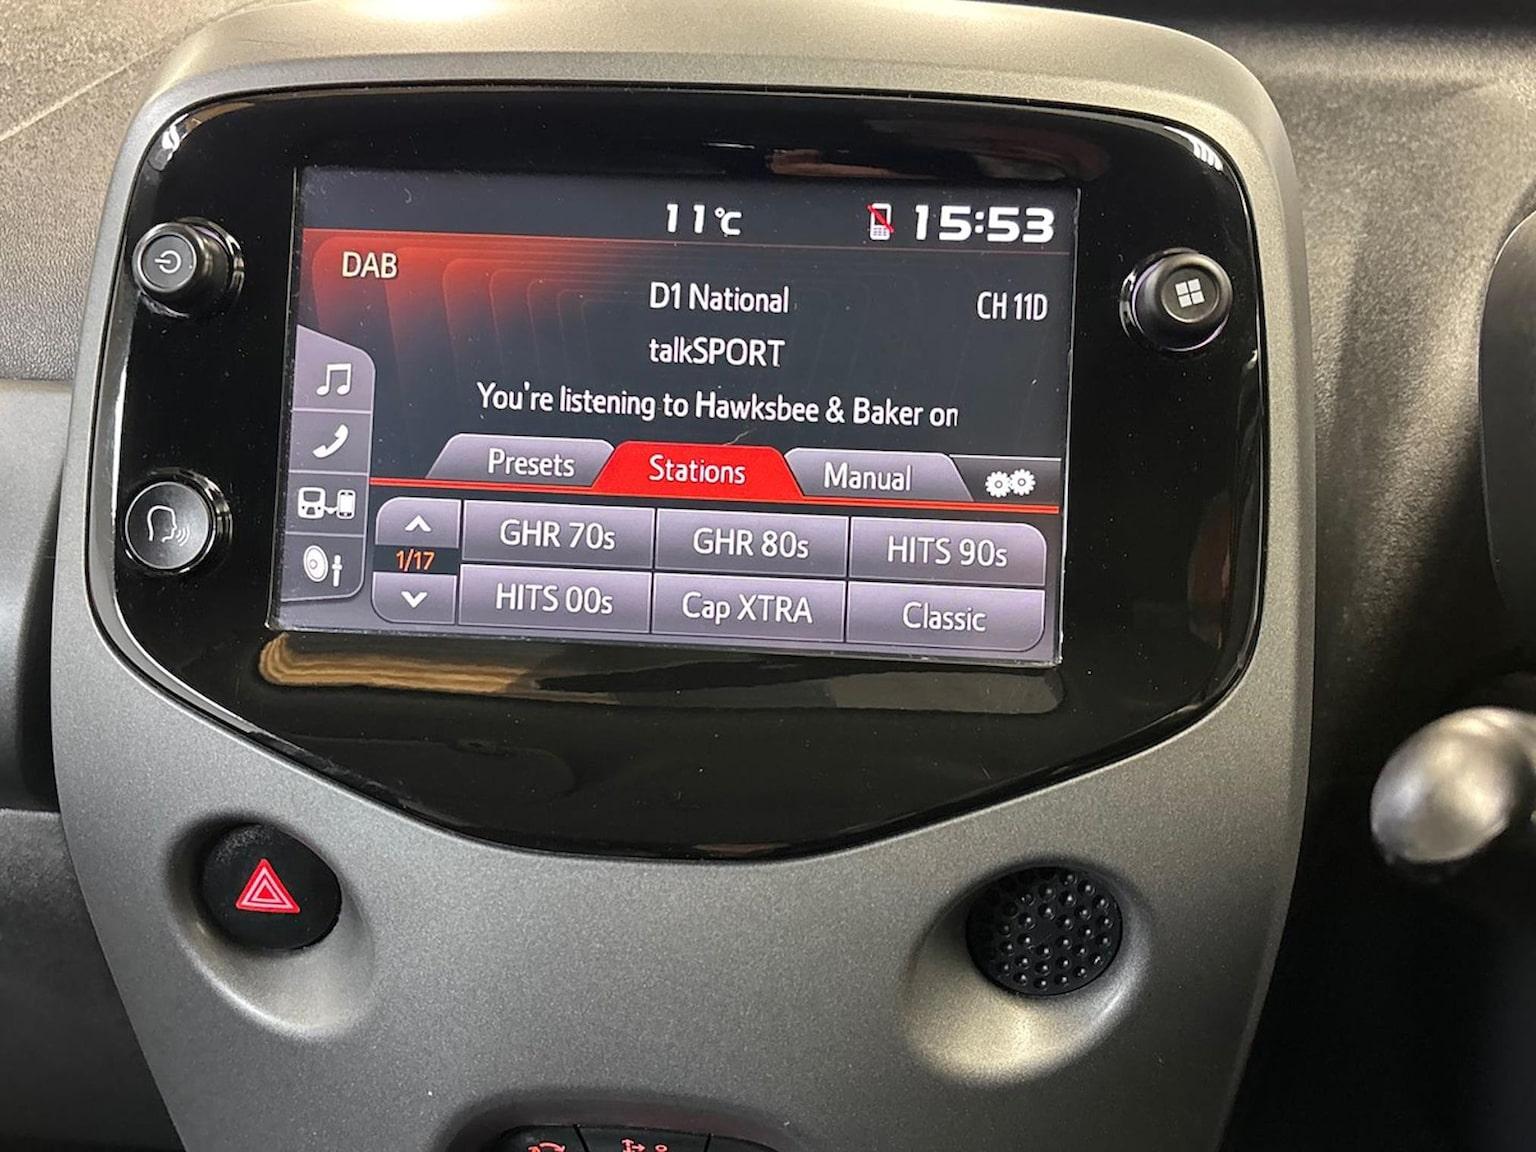 11°C 15:53
DAB
D1 National CH 11D
talkSPORT
You're listening to Hawksbee & Baker on
Presets Stations Manual
GHR 70s GHR 80s HITS 90s
1/17
HITS 00s Cap XTRA Classic